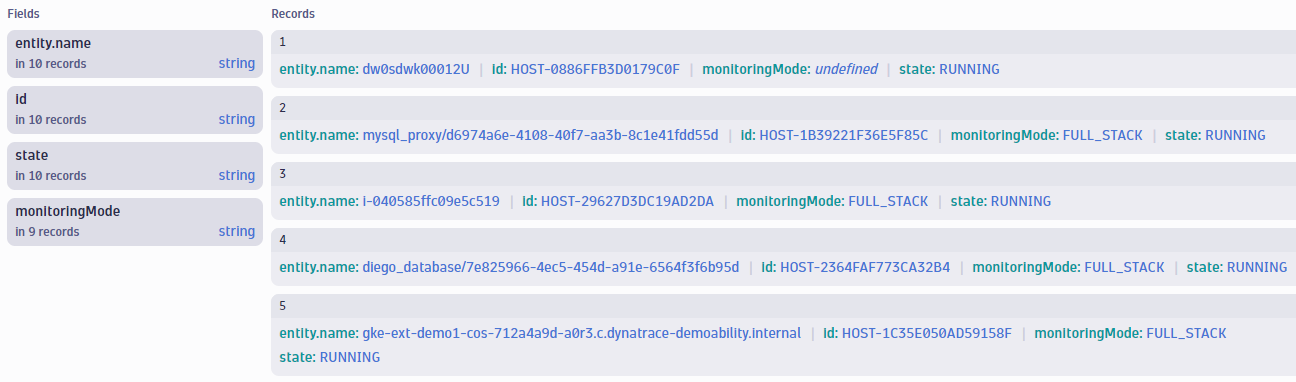 Fields
Records
entity.name
in 10 records string
id
in 10 records string
state
in 10 records string
monitoringMode
in 9 records string
1
entity.name: dw0sdwk00012U | id: HOST-0886FFB3D0179C0F | monitoringMode: undefined | state: RUNNING
2
entity.name: mysql_proxy/d6974a6e-4108-40f7-aa3b-8c1e41fdd55d | id: HOST-1B39221F36E5F85C | monitoringMode: FULL_STACK | state: RUNNING
3
entity.name: i-040585ffc09e5c519 | id: HOST-29627D3DC19AD2DA | monitoringMode: FULL_STACK | state: RUNNING
4
entity.name: diego_database/7e825966-4ec5-454d-a91e-6564f3f6b95d | id: HOST-2364FAF773CA32B4 | monitoringMode: FULL_STACK | state: RUNNING
5
entity.name: gke-ext-demo1-cos-712a4a9d-a0r3.c.dynatrace-demoability.internal | id: HOST-1C35E050AD59158F | monitoringMode: FULL_STACK
state: RUNNING